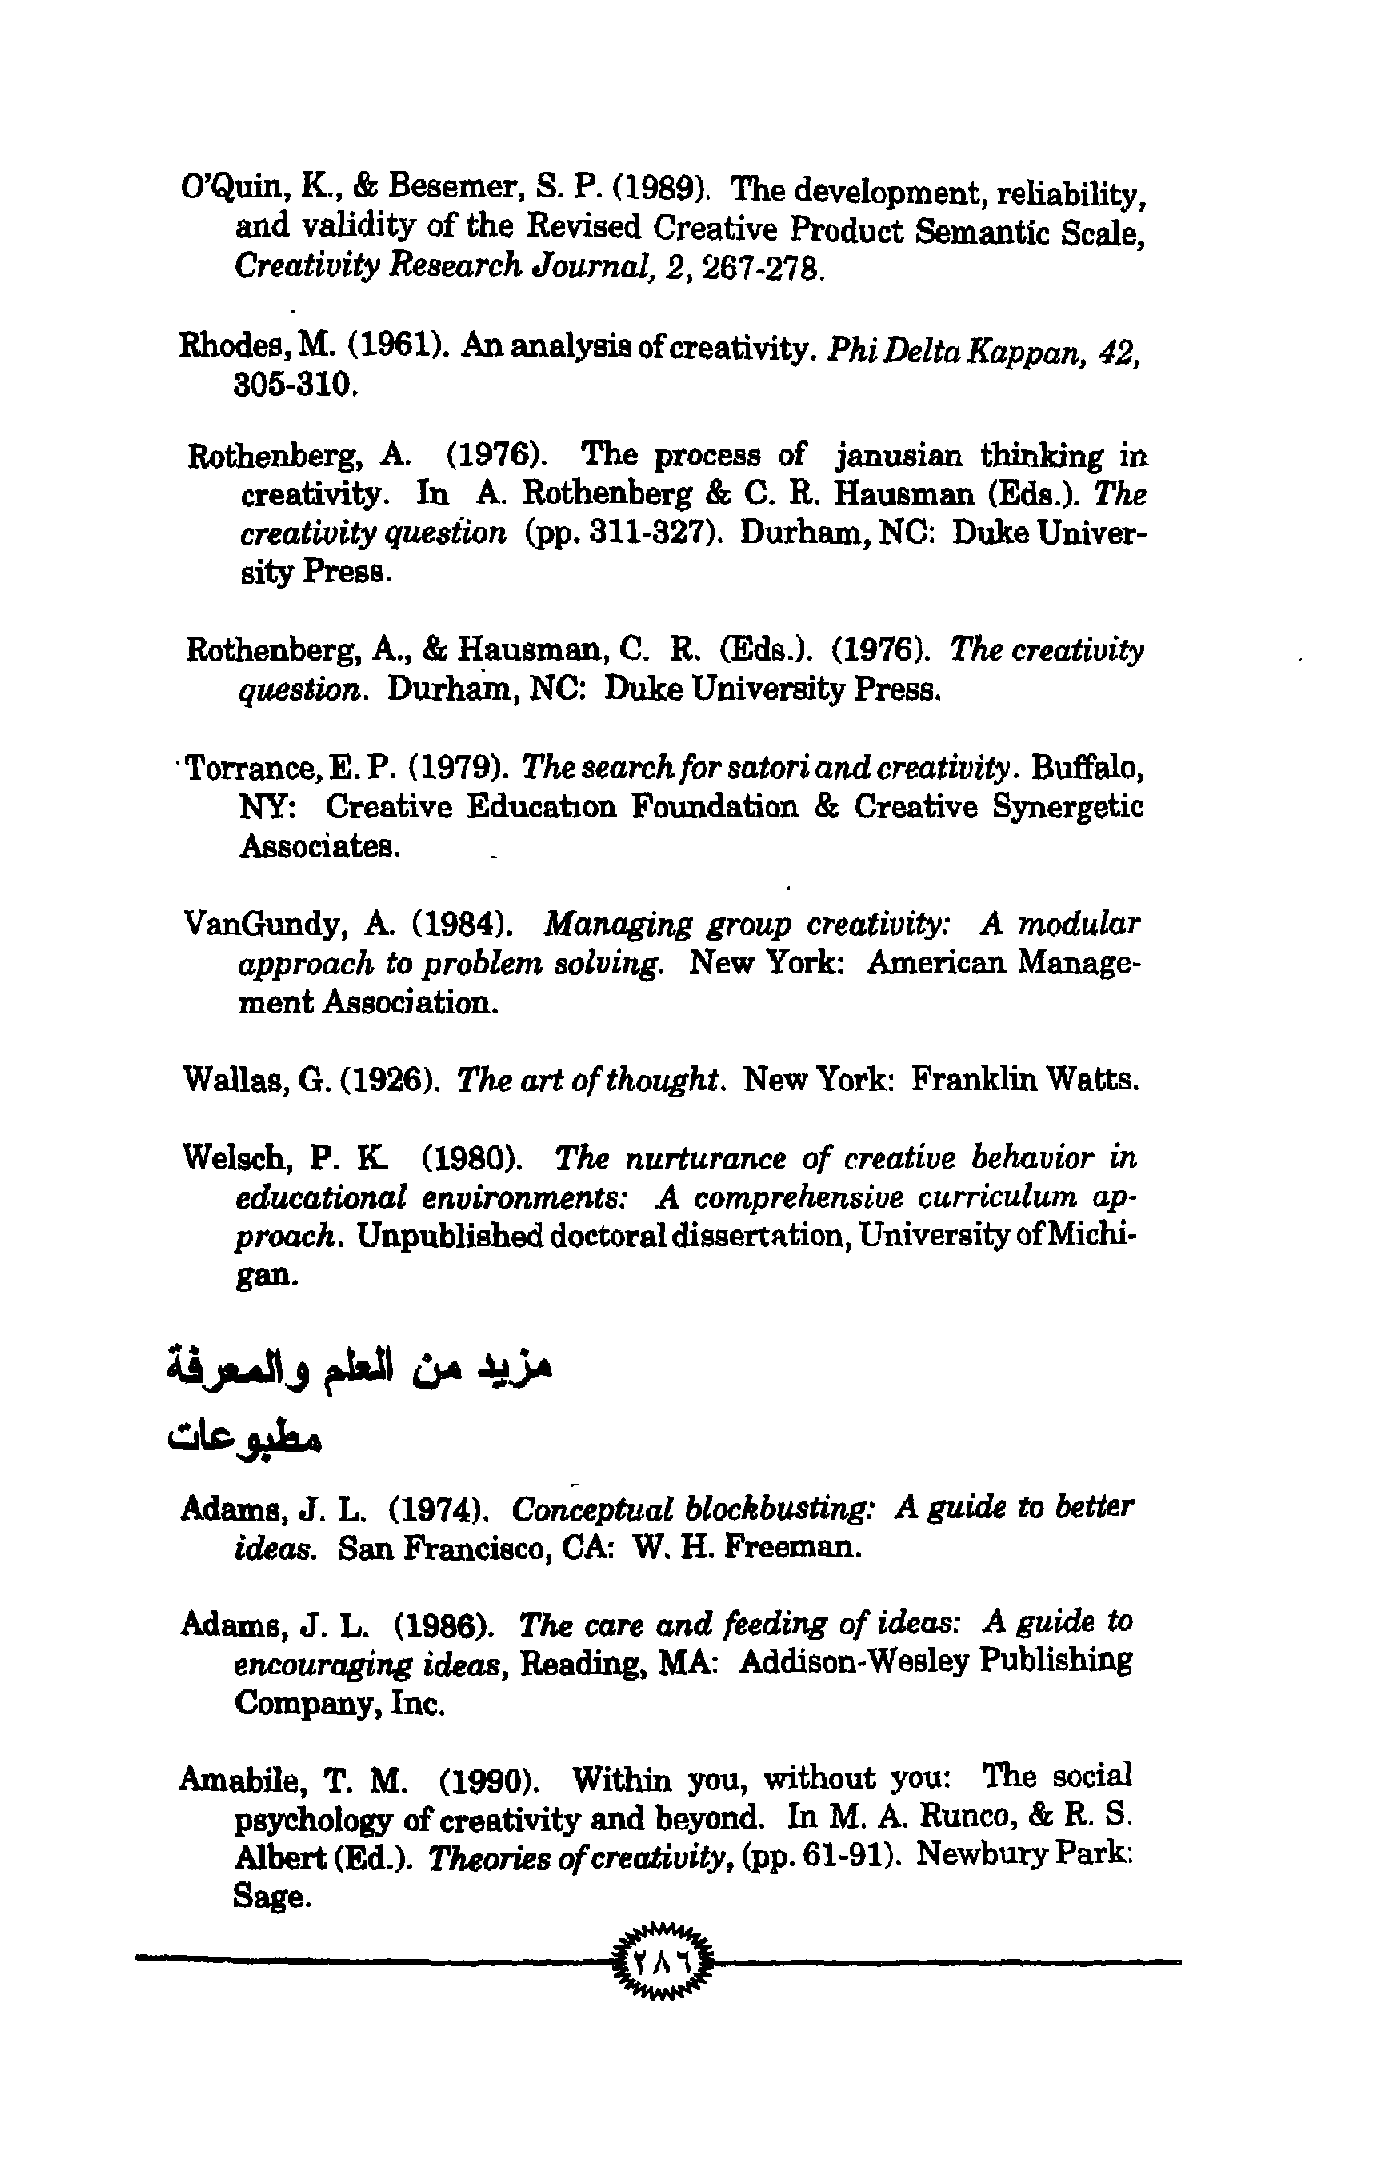 O'Quin, K., & Besemer, S. P. (1989). The development, reliability,
and validity of the Revised Creative Product Semantic Scale,
Creativity Research Journal, 2, 267-278.
Rhodes, M. (1961). An analysis of creativity. Phi Delta Kappan, 42,
305-310.
Rothenberg, A. (1976). The process of janusian thinking in
creativity. In A. Rothenberg & C. R. Hausman (Eds.). The
creativity question (pp. 311-327). Durham, NC: Duke Univer-
sity Press.
Rothenberg, A., & Hausman, C. R. (Eds.). (1976). The creativity
question. Durham, NC: Duke University Press.
Torrance, E. P. (1979). The search for satori and creativity. Buffalo,
NY: Creative Education Foundation & Creative Synergetic
Associates.
VanGundy, A. (1984). Managing group creativity: A modular
approach to problem solving. New York: American Manage-
ment Association.
Wallas, G. (1926). The art of thought. New York: Franklin Watts.
Welsch, P. K. (1980). The nurturance of creative behavior in
educational environments: A comprehensive curriculum ap-
proach. Unpublished doctoral dissertation, University of Michi-
gan.
مزيد من العلم والمعرفة
مطبوعات
Adams, J. L. (1974). Conceptual blockbusting: A guide to better
ideas. San Francisco, CA: W. H. Freeman.
Adams, J. L. (1986). The care and feeding of ideas: A guide to
encouraging ideas, Reading, MA: Addison-Wesley Publishing
Company, Inc.
Amabile, T. M. (1990). Within you, without you: The social
psychology of creativity and beyond. In M. A. Runco, & R. S.
Albert (Ed.). Theories of creativity, (pp. 61-91). Newbury Park:
Sage.
٢٨٦